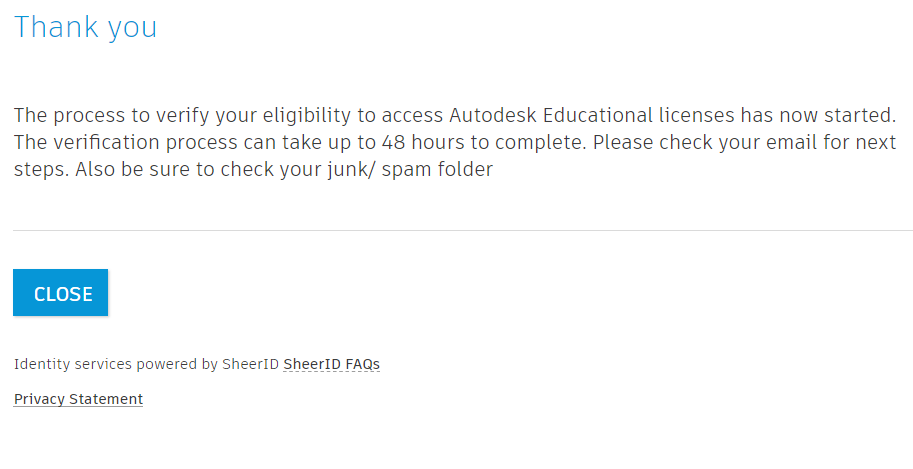 Thank you
The process to verify your eligibility to access Autodesk Educational licenses has now started.
The verification process can take up to 48 hours to complete. Please check your email for next
steps. Also be sure to check your junk/ spam folder
CLOSE
Identity services powered by SheerID SheerID FAQs
Privacy Statement